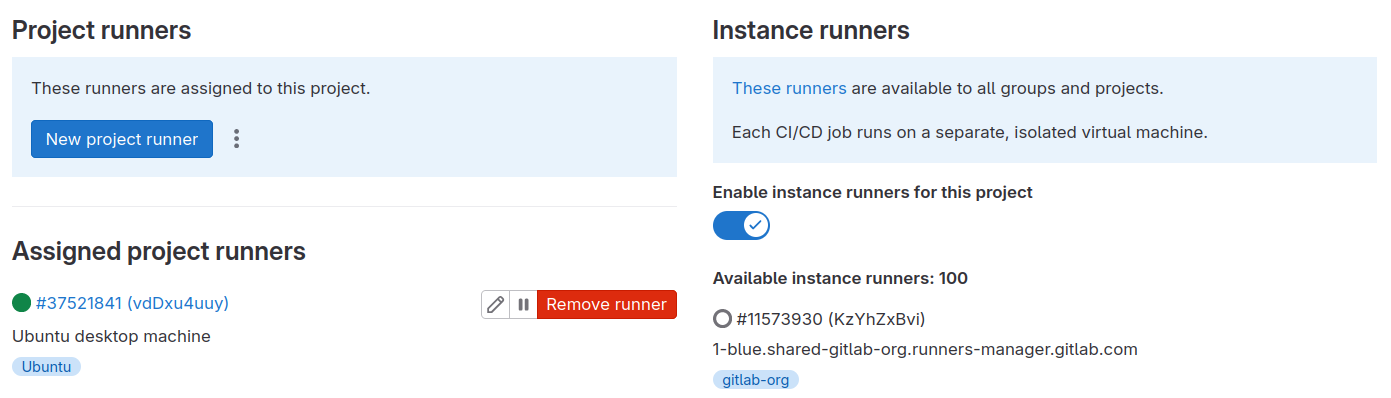 Project runners
These runners are assigned to this project.
New project runner
Assigned project runners
#37521841 (vdDxu4uuy)
Remove runner
Ubuntu desktop machine
Ubuntu
Instance runners
These runners are available to all groups and projects.
Each CI/CD job runs on a separate, isolated virtual machine.
Enable instance runners for this project
Available instance runners: 100
#11573930 (KzYhZxBvi)
1-blue.shared-gitlab-org.runners-manager.gitlab.com
gitlab-org